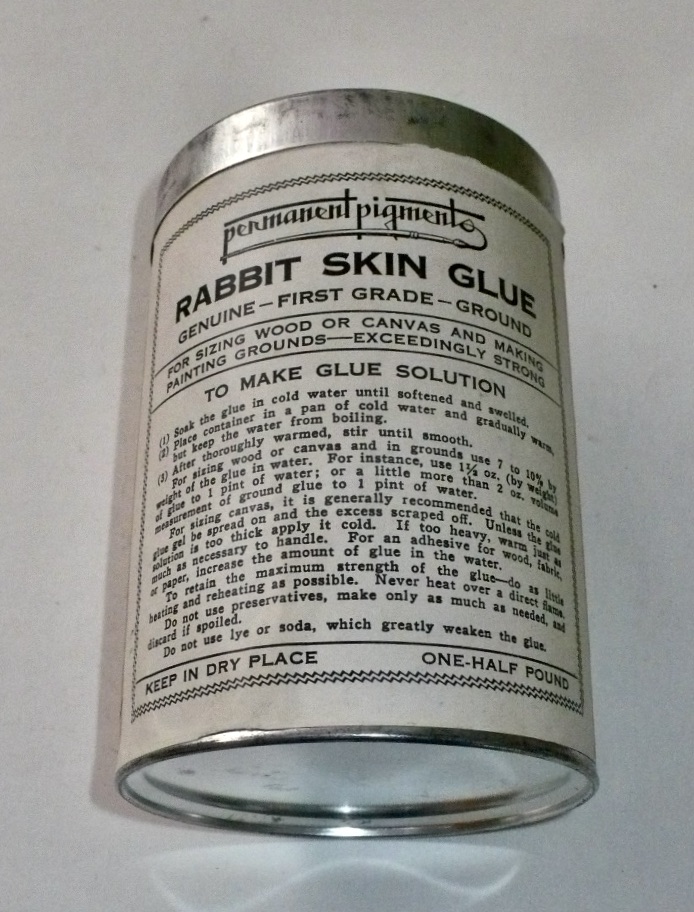 permanent pigments
RABBIT SKIN GLUE
GENUINE – FIRST GRADE – GROUND
FOR SIZING WOOD OR CANVAS AND MAKING
PAINTING GROUNDS—EXCEEDINGLY STRONG
TO MAKE GLUE SOLUTION
(1) Soak the glue in cold water until softened and swelled.
(2) Place container in a pan of cold water and gradually warm,
but keep the water from boiling.
(3) After thoroughly warmed, stir until smooth.
For sizing wood or canvas and in grounds use 7 to 10% by
weight of the glue in water. For instance, use 1½ oz. (by weight)
of glue to 1 pint of water; or a little more than 2 oz. volume
measurement of ground glue to 1 pint of water.
For sizing canvas, it is generally recommended that the cold
glue gel be spread on and the excess scraped off. Unless the glue
solution is too thick apply it cold. If too heavy, warm just as
much as necessary to handle. For an adhesive for wood, fabric,
or paper, increase the amount of glue in the water.
To retain the maximum strength of the glue—do as little
heating and reheating as possible. Never heat over a direct flame.
Do not use preservatives, make only as much as needed, and
discard if spoiled.
Do not use lye or soda, which greatly weaken the glue.
KEEP IN DRY PLACE ONE-HALF POUND